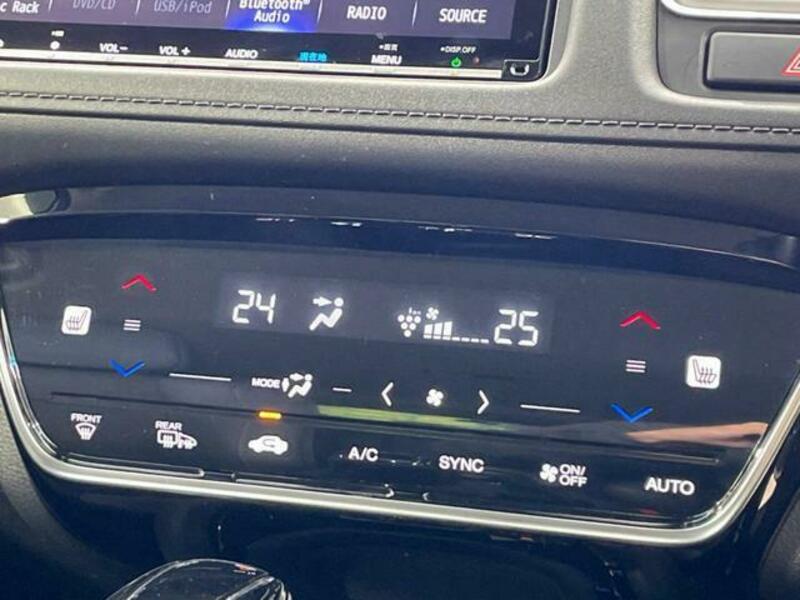 c Rack DVD/CD USB/iPod Bluetooth® Audio RADIO SOURCE
VOL- VOL + AUDIO 現在地 MENU DISP.OFF
24 25
MODE
FRONT REAR A/C SYNC ON/OFF AUTO